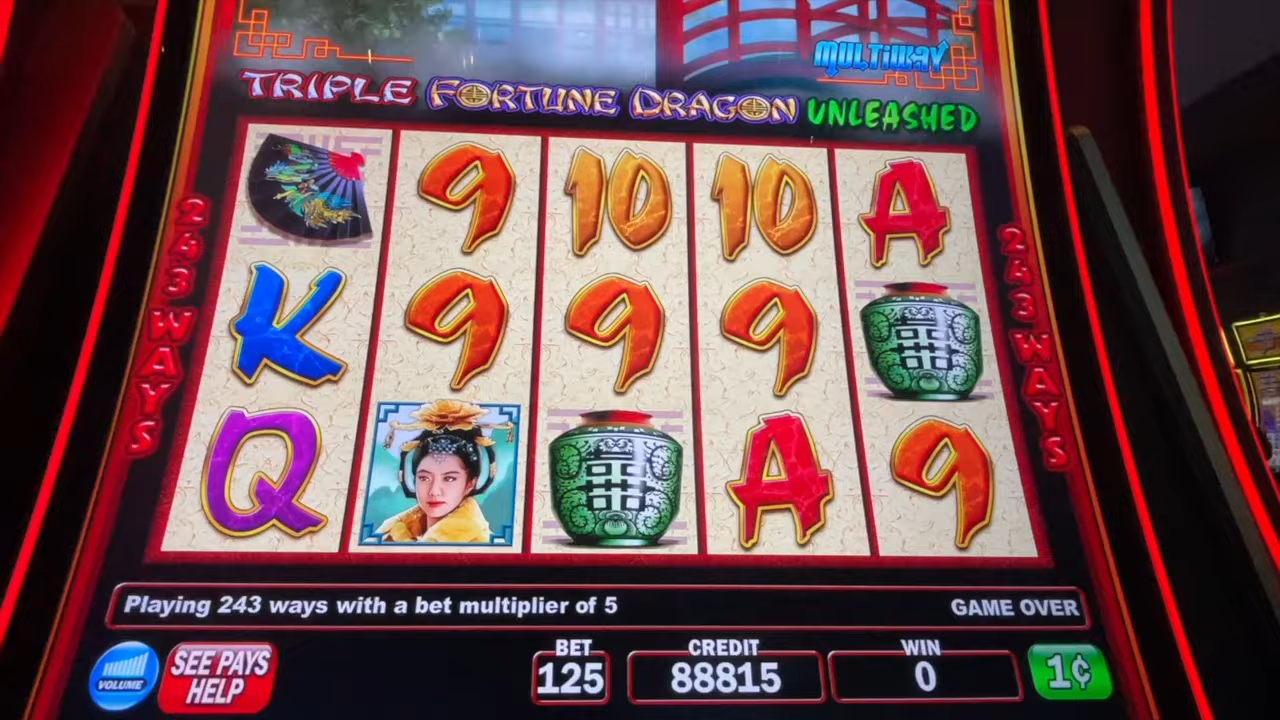 MULTIWAY
TRIPLE FORTUNE DRAGON UNLEASHED
9 10 10 A
K 9 9 9
Q A 9
243 WAYS
243 WAYS
Playing 243 ways with a bet multiplier of 5 GAME OVER
VOLUME
SEE PAYS
HELP
BET CREDIT WIN
125 88815 0 1¢